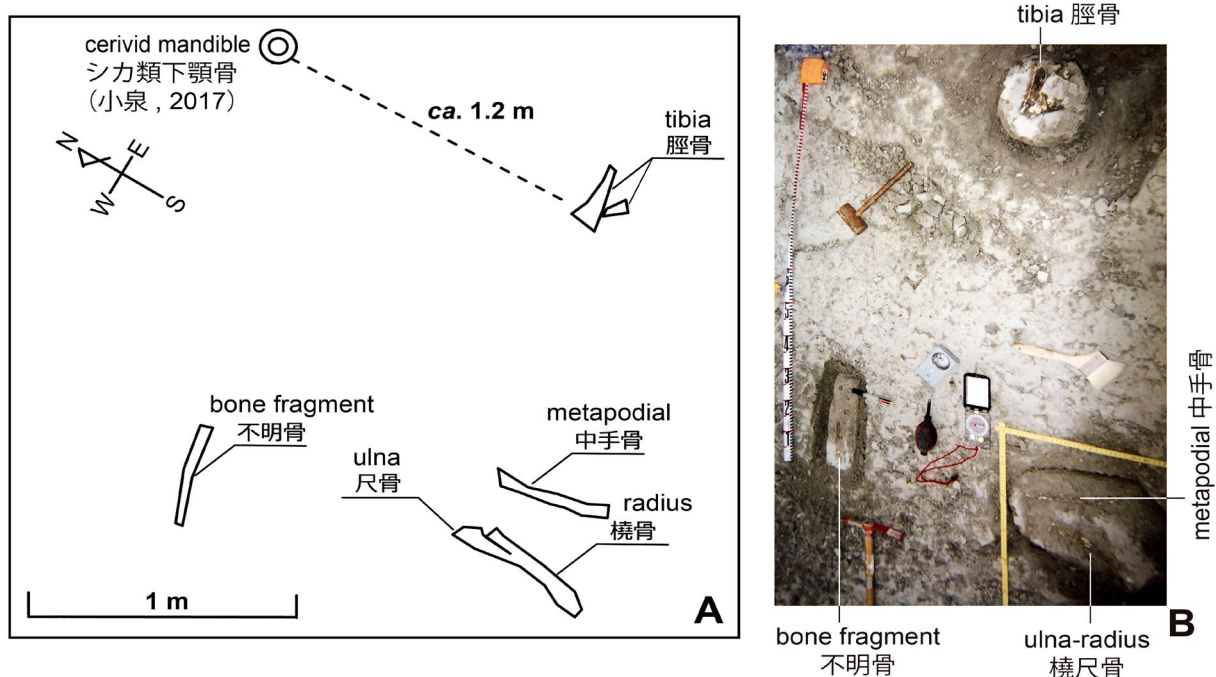 cerivid mandible
シカ類下顎骨
（小泉 , 2017）
ca. 1.2 m
tibia
脛骨
N
E
W
S
bone fragment
不明骨
metapodial
中手骨
ulna
尺骨
radius
橈骨
1 m
A
tibia 脛骨
metapodial 中手骨
bone fragment
不明骨
ulna-radius
橈尺骨
B